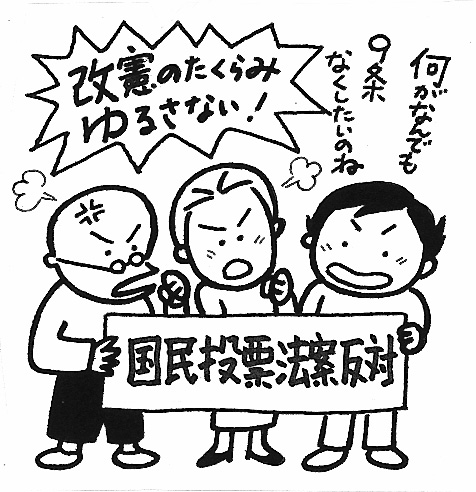 改憲のたくらみ
ゆるさない！
何がなんでも
9条
なくしたいのね
国民投票法案反対